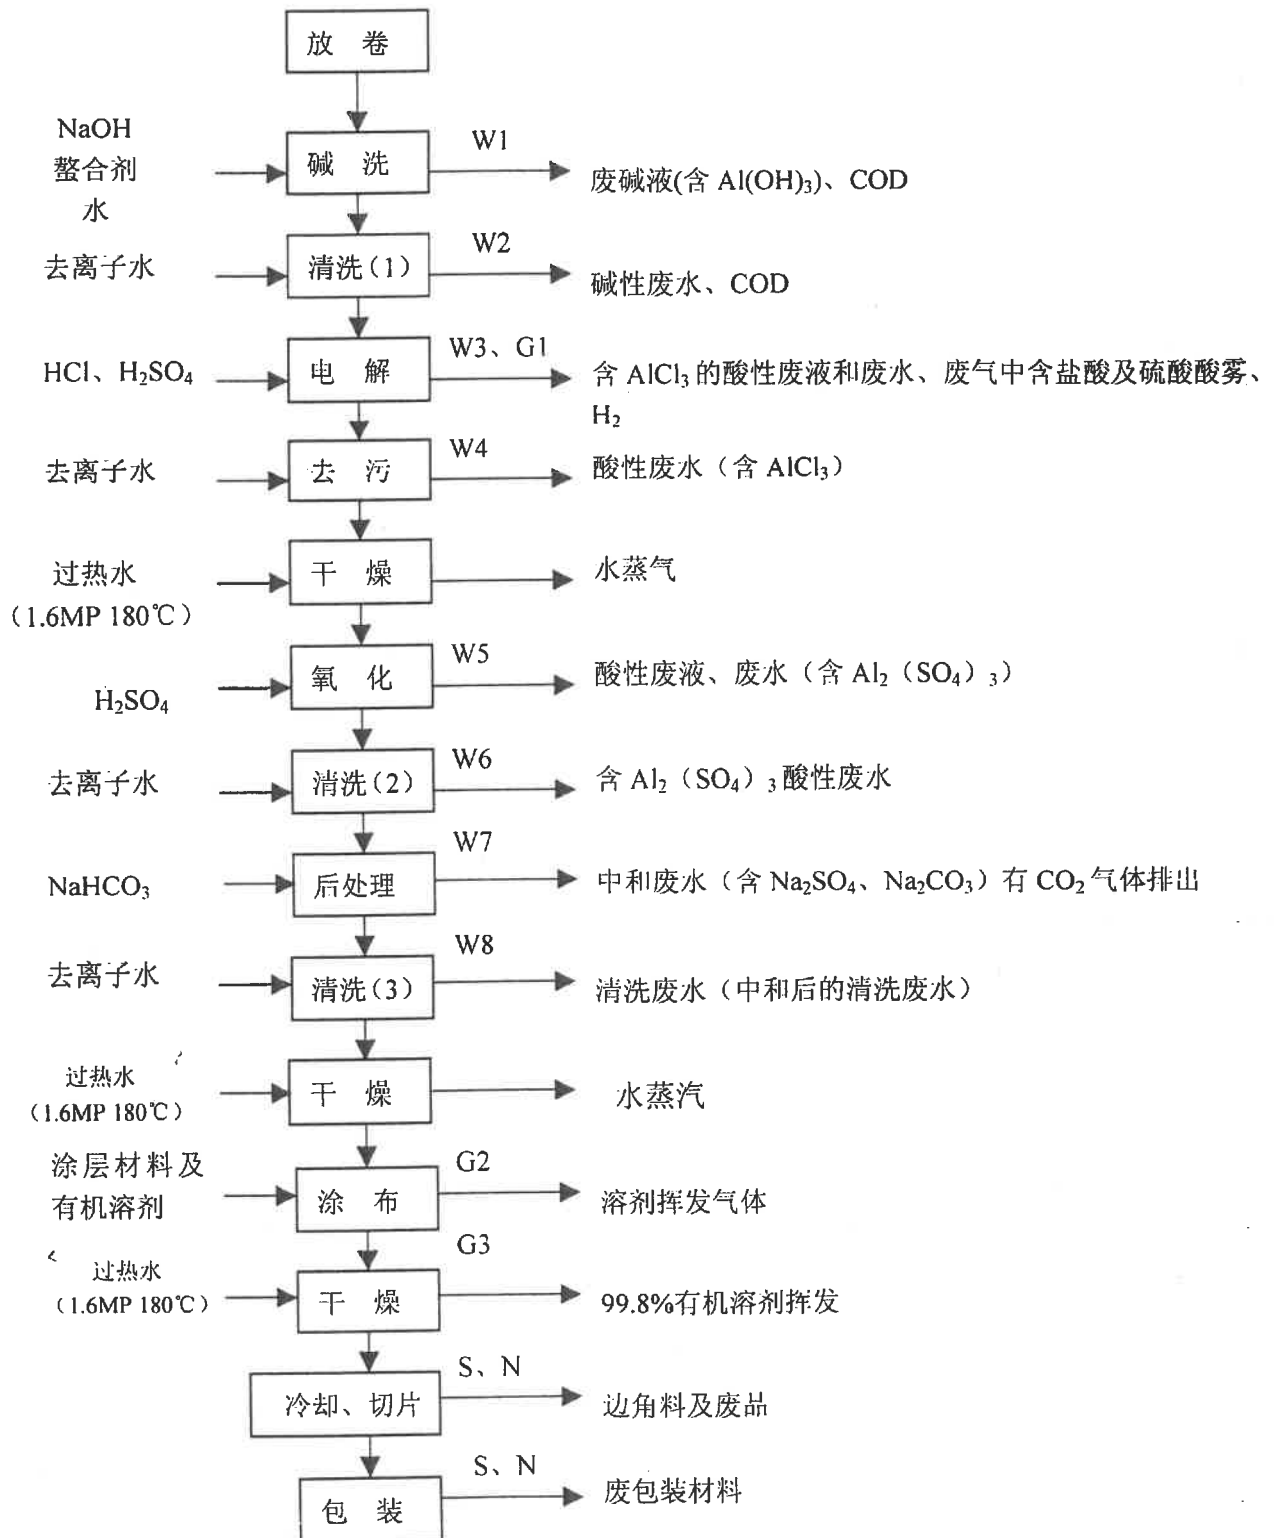 放 卷
NaOH
螯合剂
水
碱 洗
W1
废碱液(含 Al(OH)₃)、COD
去离子水
清洗(1)
W2
碱性废水、COD
HCl、H₂SO₄
电 解
W3、G1
含 AlCl₃ 的酸性废液和废水、废气中含盐酸及硫酸酸雾、
H₂
去离子水
去 污
W4
酸性废水（含 AlCl₃）
过热水
（1.6MP 180℃）
干 燥
水蒸气
H₂SO₄
氧 化
W5
酸性废液、废水（含 Al₂（SO₄）₃）
去离子水
清洗(2)
W6
含 Al₂（SO₄）₃ 酸性废水
NaHCO₃
后处理
W7
中和废水（含 Na₂SO₄、Na₂CO₃）有 CO₂ 气体排出
去离子水
清洗(3)
W8
清洗废水（中和后的清洗废水）
过热水
（1.6MP 180℃）
干 燥
水蒸汽
涂层材料及
有机溶剂
涂 布
G2
溶剂挥发气体
过热水
（1.6MP 180℃）
干 燥
G3
99.8%有机溶剂挥发
冷却、切片
S、N
边角料及废品
包 装
S、N
废包装材料